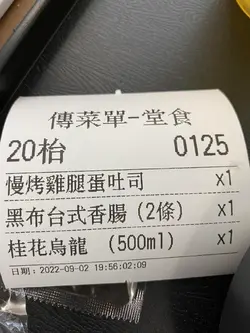 傳菜單-堂食
20枱 0125
慢烤雞腿蛋吐司 x1
黑布台式香腸(2條) x1
桂花烏龍 (500ml) x1
日期:2022-09-02 19:56:02:09